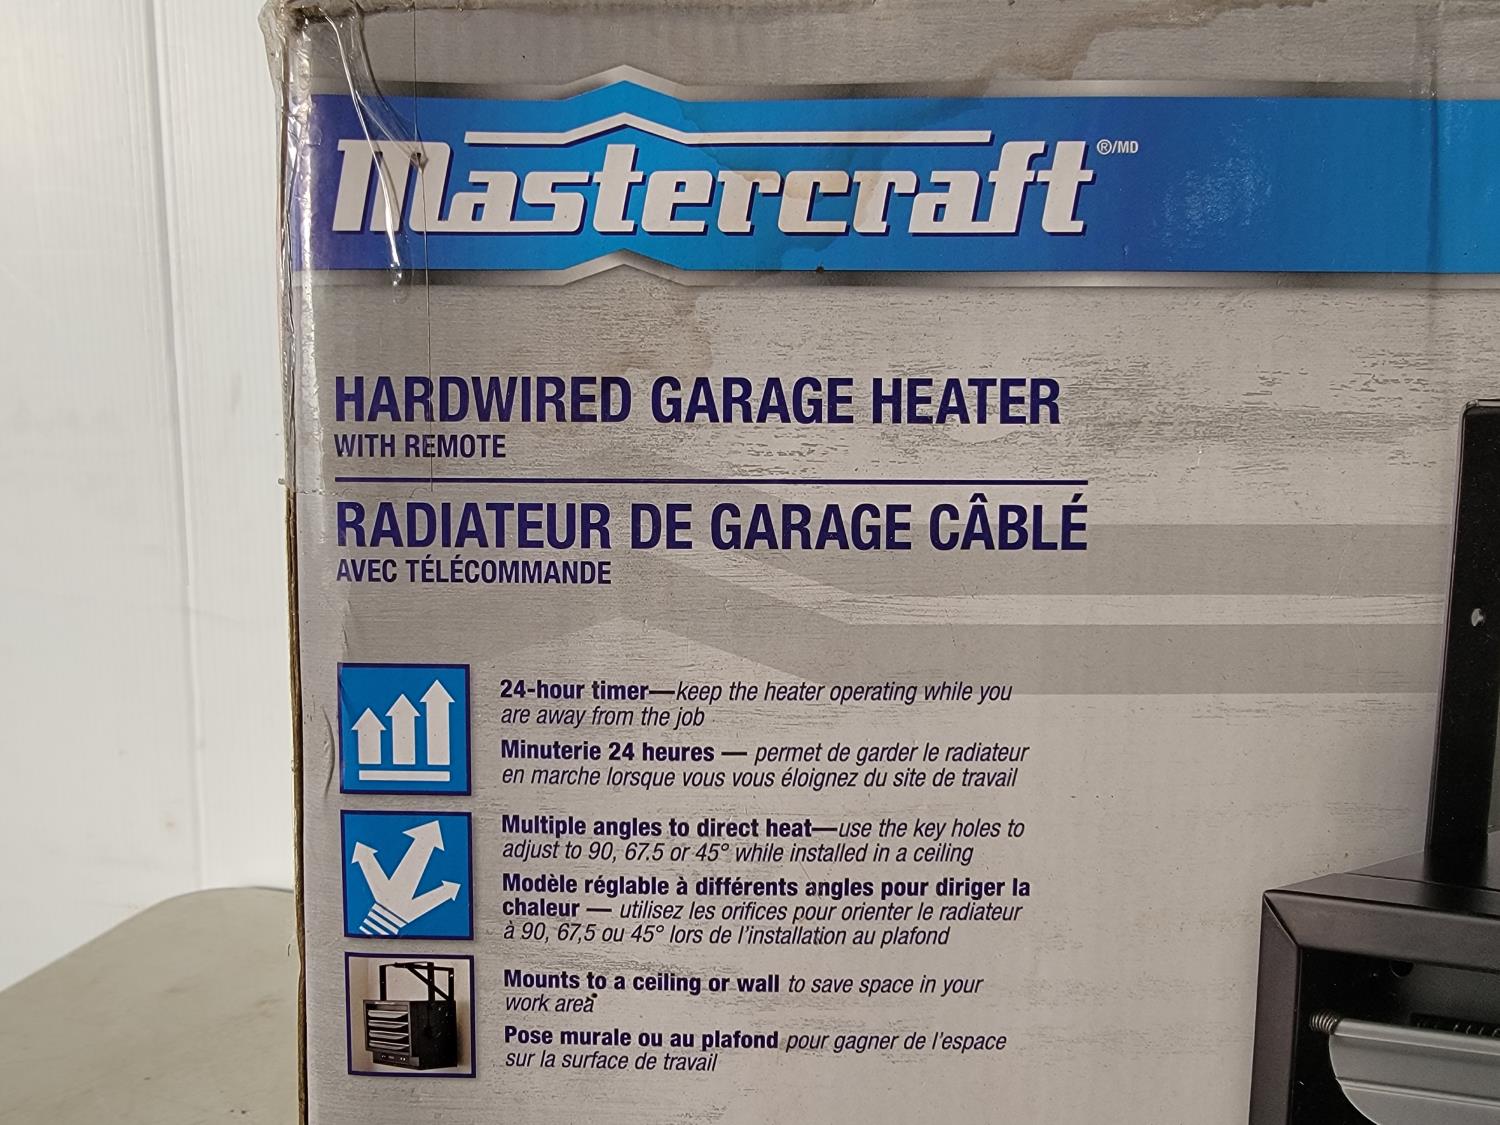 Mastercraft ®/MD
HARDWIRED GARAGE HEATER
WITH REMOTE
RADIATEUR DE GARAGE CÂBLÉ
AVEC TÉLÉCOMMANDE
24-hour timer—keep the heater operating while you
are away from the job
Minuterie 24 heures — permet de garder le radiateur
en marche lorsque vous vous éloignez du site de travail
Multiple angles to direct heat—use the key holes to
adjust to 90, 67.5 or 45° while installed in a ceiling
Modèle réglable à différents angles pour diriger la
chaleur — utilisez les orifices pour orienter le radiateur
à 90, 67,5 ou 45° lors de l'installation au plafond
Mounts to a ceiling or wall to save space in your
work area
Pose murale ou au plafond pour gagner de l'espace
sur la surface de travail